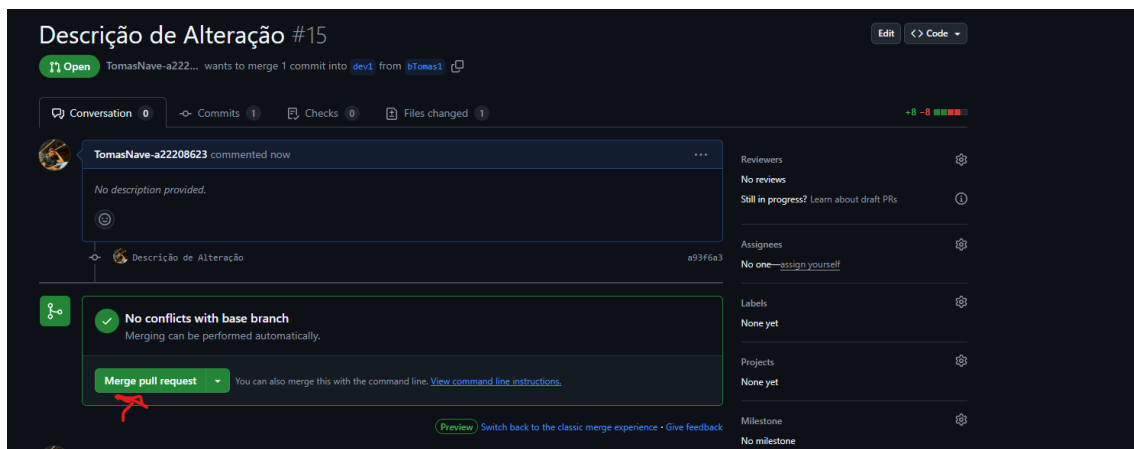 Descrição de Alteração #15
Edit
<> Code
Open
TomasNave-a222... wants to merge 1 commit into dev1 from bTomas1
Conversation 0
Commits 1
Checks 0
Files changed 1
+8 −8
TomasNave-a22208623 commented now
No description provided.
Descrição de Alteração
a93f6a3
No conflicts with base branch
Merging can be performed automatically.
Merge pull request
You can also merge this with the command line. View command line instructions.
Preview Switch back to the classic merge experience • Give feedback
Reviewers
No reviews
Still in progress? Learn about draft PRs
Assignees
No one—assign yourself
Labels
None yet
Projects
None yet
Milestone
No milestone